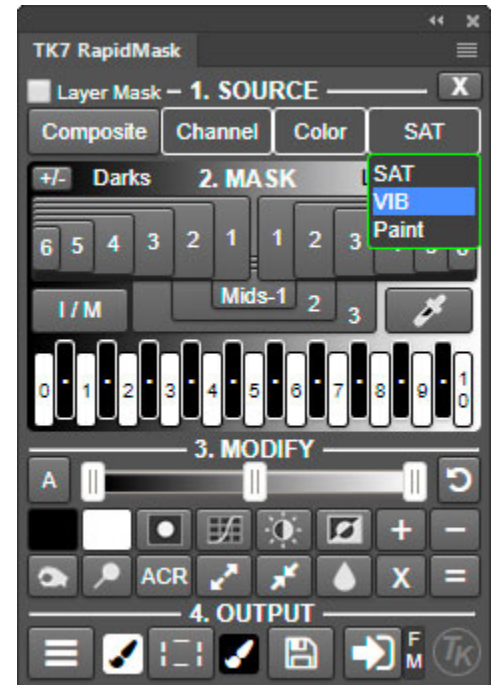 TK7 RapidMask
Layer Mask 1. SOURCE X
Composite Channel Color SAT
+/- Darks 2. MASK
SAT
VIB
Paint
6 5 4 3 2 1 1 2 3
I / M Mids-1 2 3
0 1 2 3 4 5 6 7 8 9 10
3. MODIFY
A
+ −
ACR X =
4. OUTPUT
F M TK